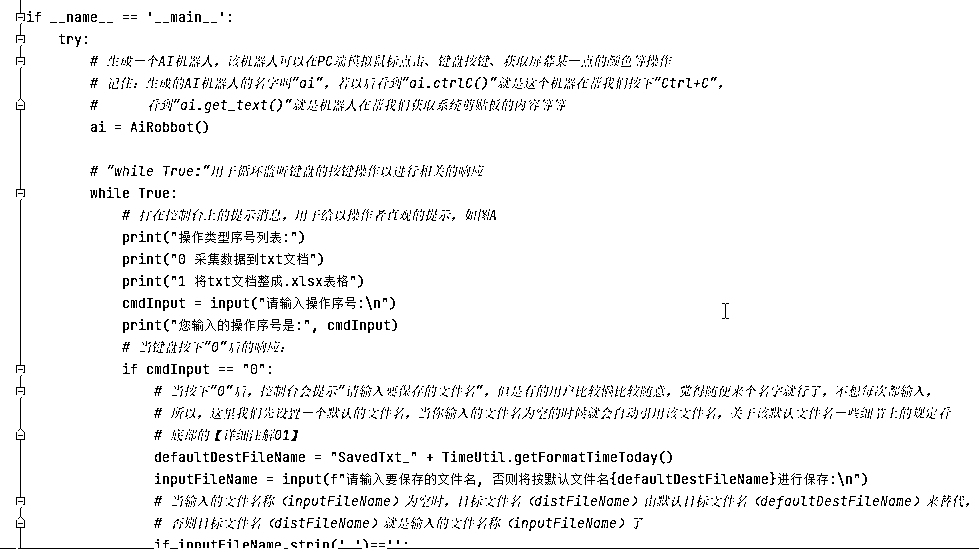 if __name__ == '__main__':
try:
# 生成一个AI机器人，该机器人可以在PC端模拟鼠标点击、键盘按键、获取屏幕某一点的颜色等操作
# 记住：生成的AI机器人的名字叫"ai"，若以后看到"ai.ctrlC()"就是这个机器在帮我们按下"Ctrl+C"，
# 看到"ai.get_text()"就是机器人在帮我们获取系统剪贴板的内容等等
ai = AiRobbot()
# "while True:"用于循环监听键盘的按键操作以进行相关的响应
while True:
# 打在控制台上的提示消息，用于给以操作者直观的提示，如图A
print("操作类型序号列表:")
print("0 采集数据到txt文档")
print("1 将txt文档整成.xlsx表格")
cmdInput = input("请输入操作序号:\n")
print("您输入的操作序号是:", cmdInput)
# 当键盘按下"0"后的响应：
if cmdInput == "0":
# 当按下"0"后，控制台会提示"请输入要保存的文件名"，但是有的用户比较懒比较随意，觉得随便来个名字就行了，不想每次都输入，
# 所以，这里我们先设置一个默认的文件名，当你输入的文件名为空的时候就会自动引用该文件名，关于该默认文件名一些细节上的规定看
# 底部的【详细注解01】
defaultDestFileName = "SavedTxt_" + TimeUtil.getFormatTimeToday()
inputFileName = input(f"请输入要保存的文件名, 否则将按默认文件名{defaultDestFileName}进行保存:\n")
# 当输入的文件名称（inputFileName）为空时，目标文件名（distFileName）由默认目标文件名（defaultDestFileName）来替代，
# 否则目标文件名（distFileName）就是输入的文件名称（inputFileName）了
if inputFileName.strip(' ')=='':